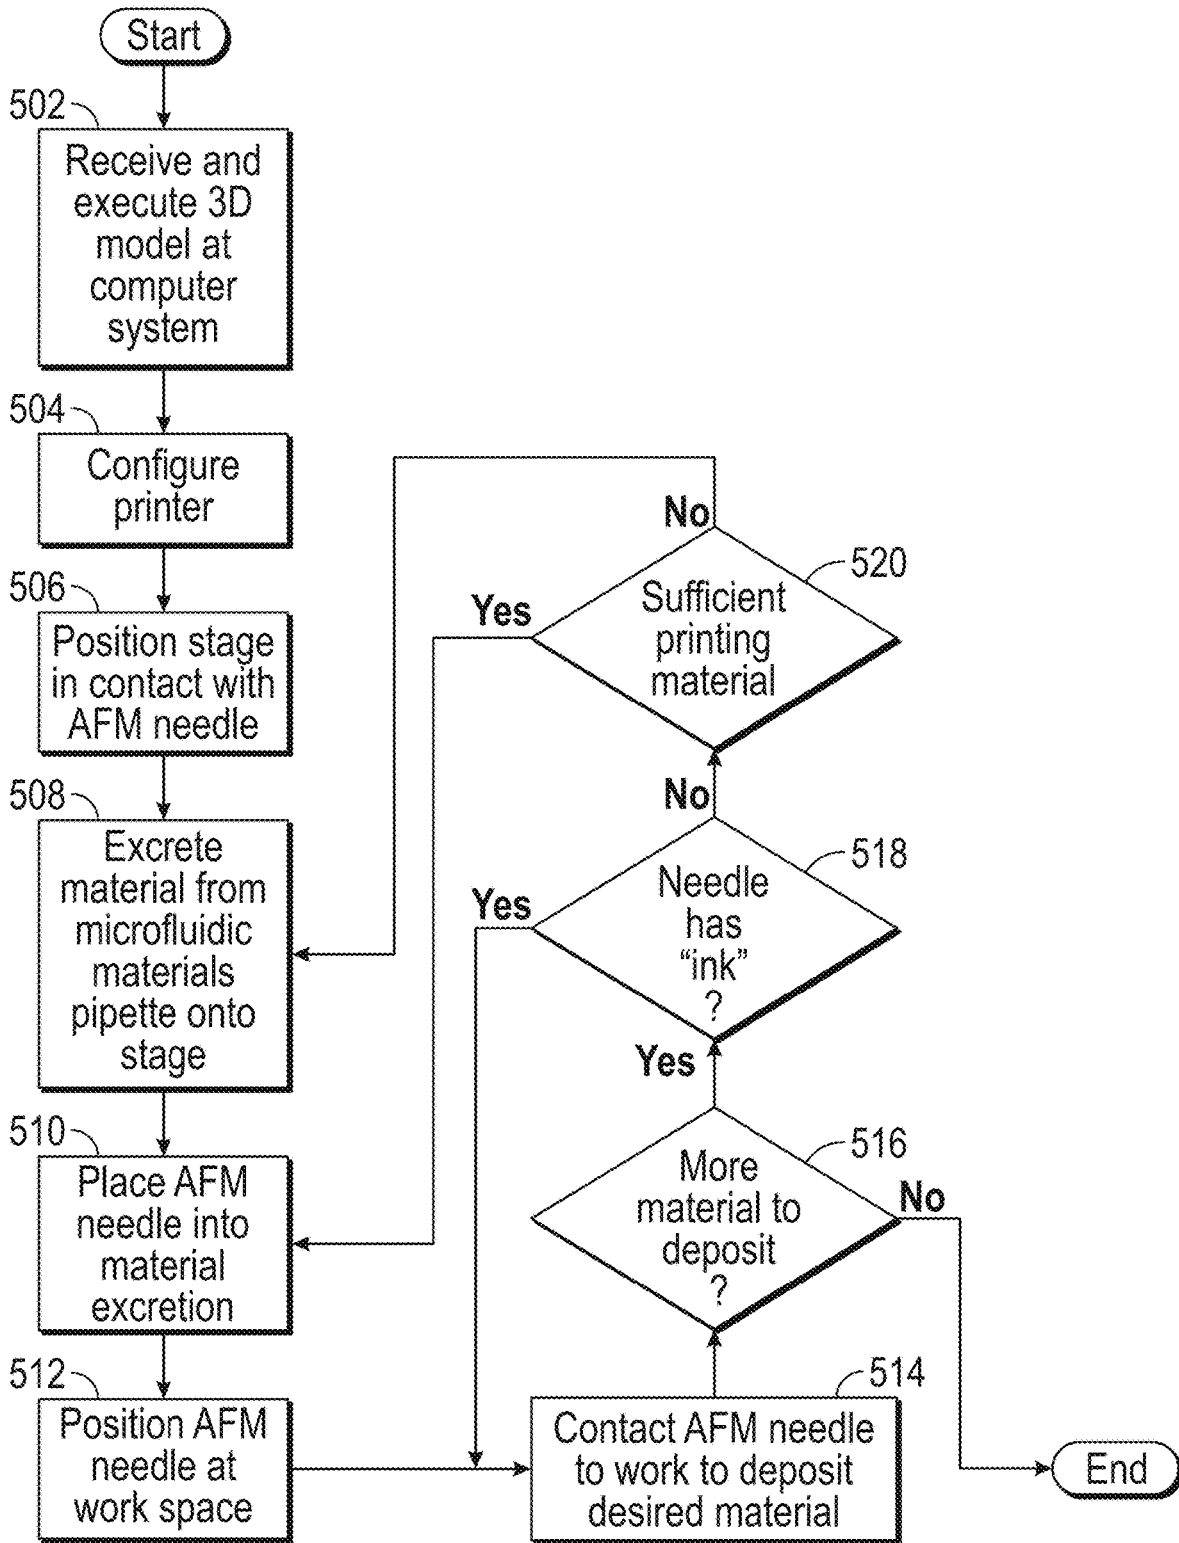 Start
502
Receive and
execute 3D
model at
computer
system
504
Configure
printer
506
Position stage
in contact with
AFM needle
508
Excrete
material from
microfluidic
materials
pipette onto
stage
510
Place AFM
needle into
material
excretion
512
Position AFM
needle at
work space
No
520
Yes
Sufficient
printing
material
No
518
Yes
Needle
has
“ink”
?
Yes
516
More
material to
deposit
?
No
514
Contact AFM needle
to work to deposit
desired material
End